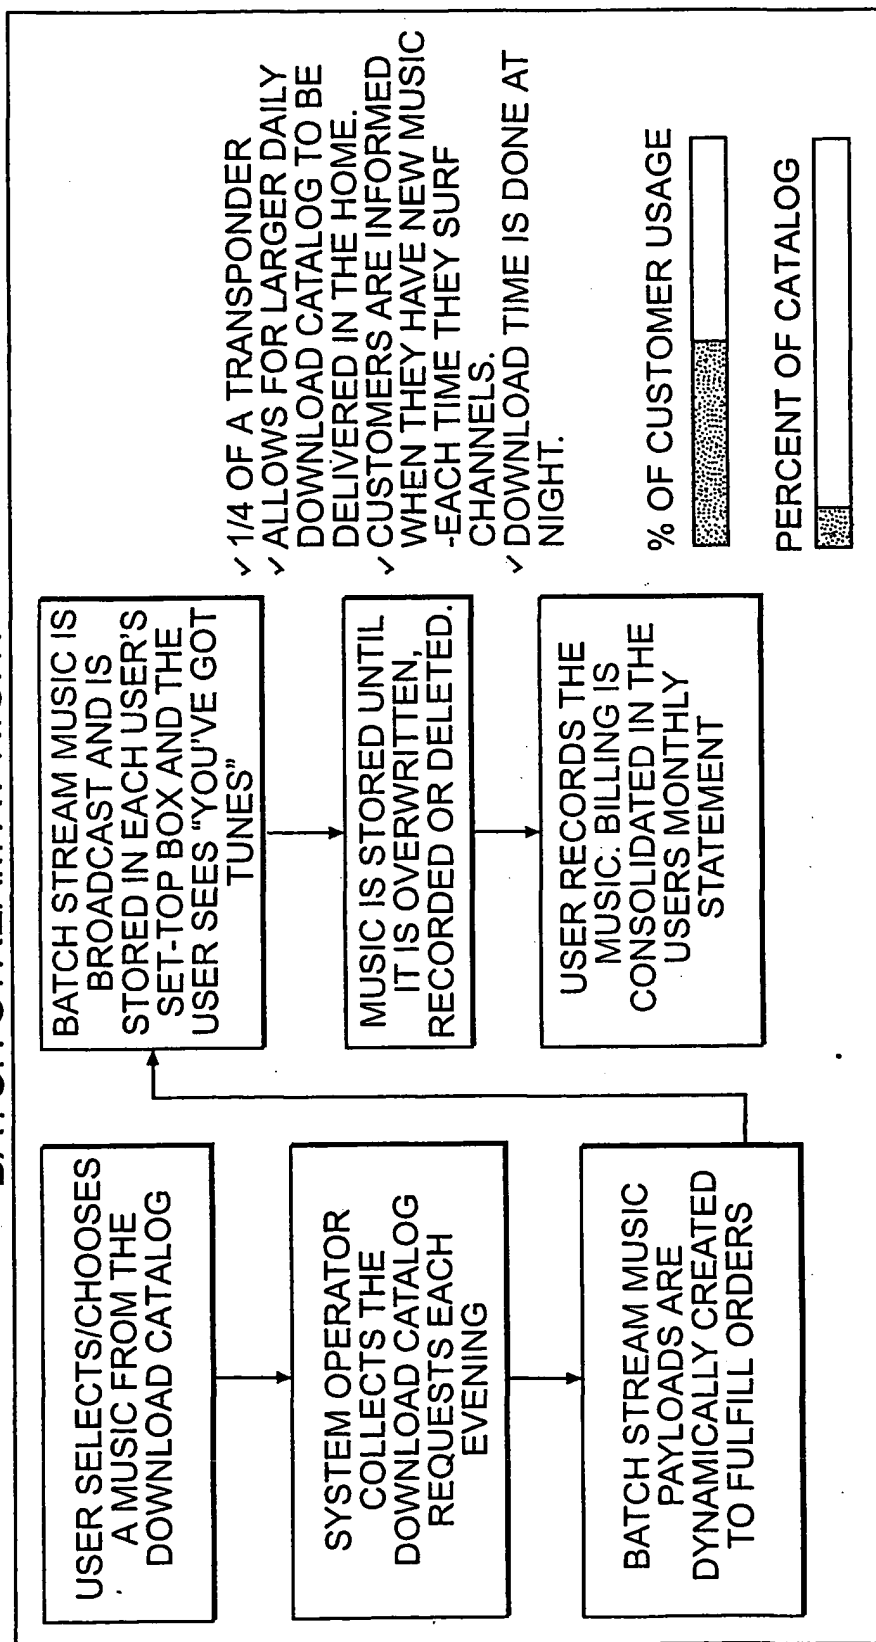 USER SELECTS/CHOOSES
A MUSIC FROM THE
DOWNLOAD CATALOG
SYSTEM OPERATOR
COLLECTS THE
DOWNLOAD CATALOG
REQUESTS EACH
EVENING
BATCH STREAM MUSIC
PAYLOADS ARE
DYNAMICALLY CREATED
TO FULFILL ORDERS
BATCH STREAM MUSIC IS
BROADCAST AND IS
STORED IN EACH USER'S
SET-TOP BOX AND THE
USER SEES "YOU'VE GOT
TUNES"
MUSIC IS STORED UNTIL
IT IS OVERWRITTEN,
RECORDED OR DELETED.
USER RECORDS THE
MUSIC. BILLING IS
CONSOLIDATED IN THE
USERS MONTHLY
STATEMENT
✓ 1/4 OF A TRANSPONDER
✓ ALLOWS FOR LARGER DAILY
DOWNLOAD CATALOG TO BE
DELIVERED IN THE HOME.
✓ CUSTOMERS ARE INFORMED
WHEN THEY HAVE NEW MUSIC
-EACH TIME THEY SURF
CHANNELS.
✓ DOWNLOAD TIME IS DONE AT
NIGHT.
% OF CUSTOMER USAGE
PERCENT OF CATALOG